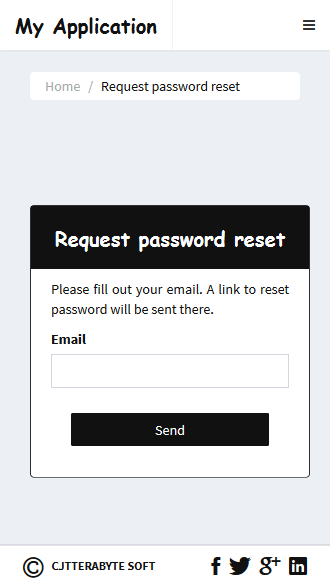 My Application
Home / Request password reset
Request password reset
Please fill out your email. A link to reset
password will be sent there.
Email
Send
© CJTTERABYTE SOFT